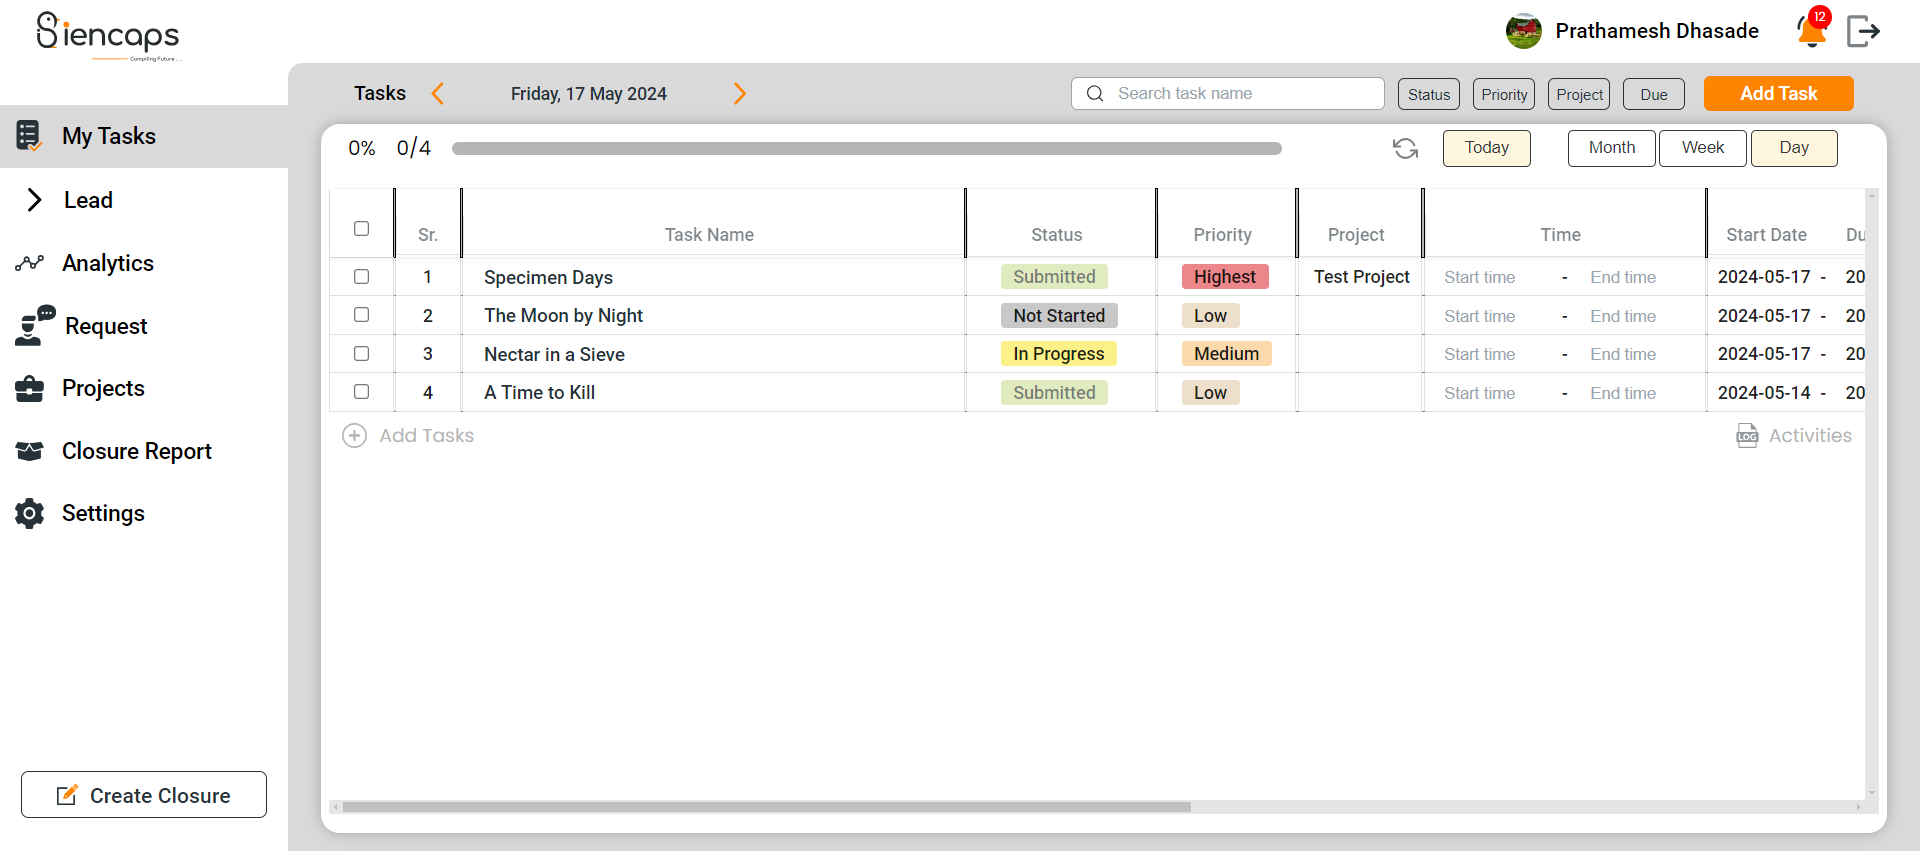 Siencaps
Compiling Future....
Prathamesh Dhasade
12
Tasks
Friday, 17 May 2024
Search task name
Status
Priority
Project
Due
Add Task
My Tasks
Lead
Analytics
Request
Projects
Closure Report
Settings
Create Closure
0% 0/4
Today
Month
Week
Day
Sr. Task Name Status Priority Project Time Start Date Du
1 Specimen Days Submitted Highest Test Project Start time - End time 2024-05-17 - 20
2 The Moon by Night Not Started Low Start time - End time 2024-05-17 - 20
3 Nectar in a Sieve In Progress Medium Start time - End time 2024-05-17 - 20
4 A Time to Kill Submitted Low Start time - End time 2024-05-14 - 20
Add Tasks
LOG Activities